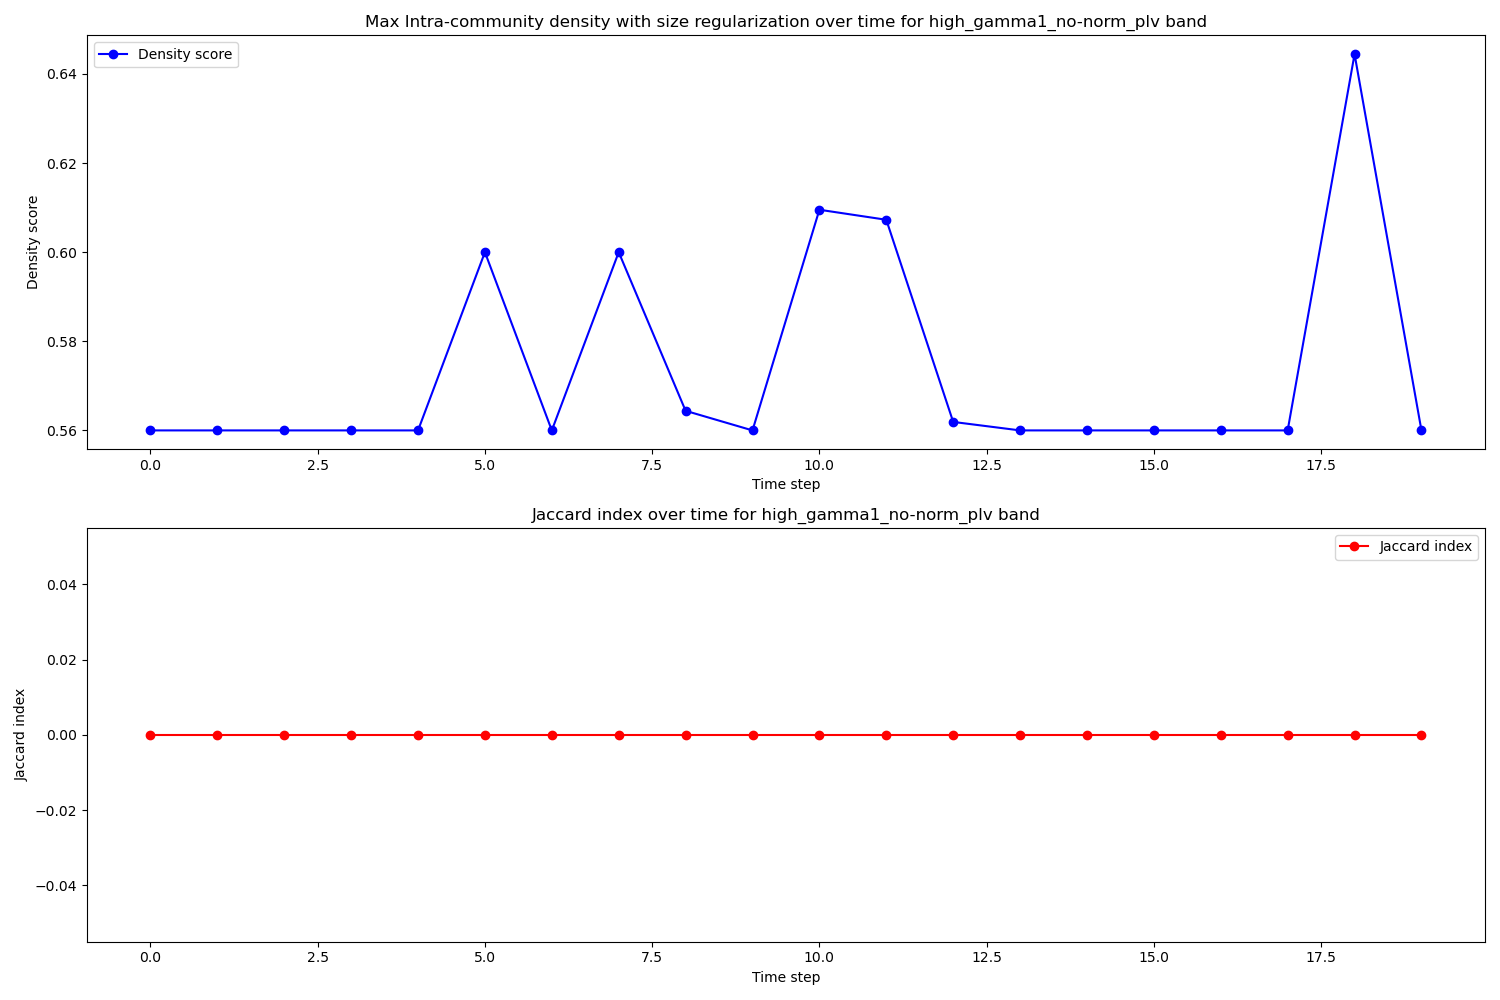 Max Intra-community density with size regularization over time for high_gamma1_no-norm_plv band
Density score
0.64
0.62
0.60
0.58
0.56
Density score
0.0 2.5 5.0 7.5 10.0 12.5 15.0 17.5
Time step
Jaccard index over time for high_gamma1_no-norm_plv band
Jaccard index
0.04
0.02
0.00
−0.02
−0.04
Jaccard index
0.0 2.5 5.0 7.5 10.0 12.5 15.0 17.5
Time step